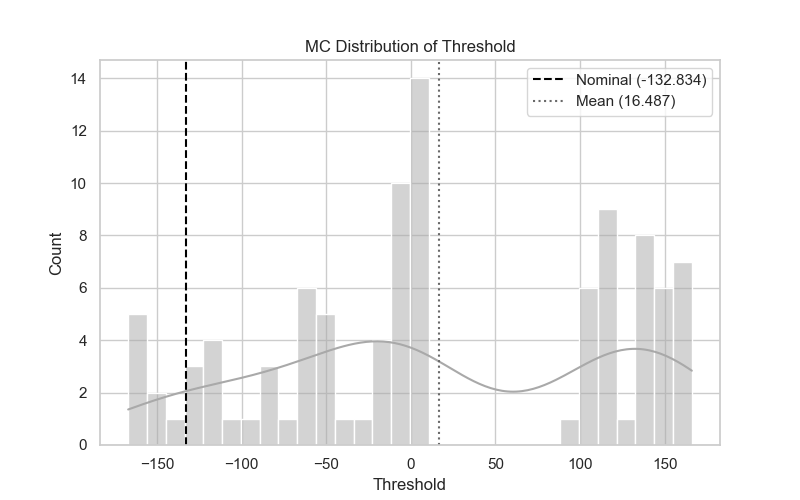 MC Distribution of Threshold
Nominal (-132.834)
Mean (16.487)
Count
14
12
10
8
6
4
2
0
−150 −100 −50 0 50 100 150
Threshold